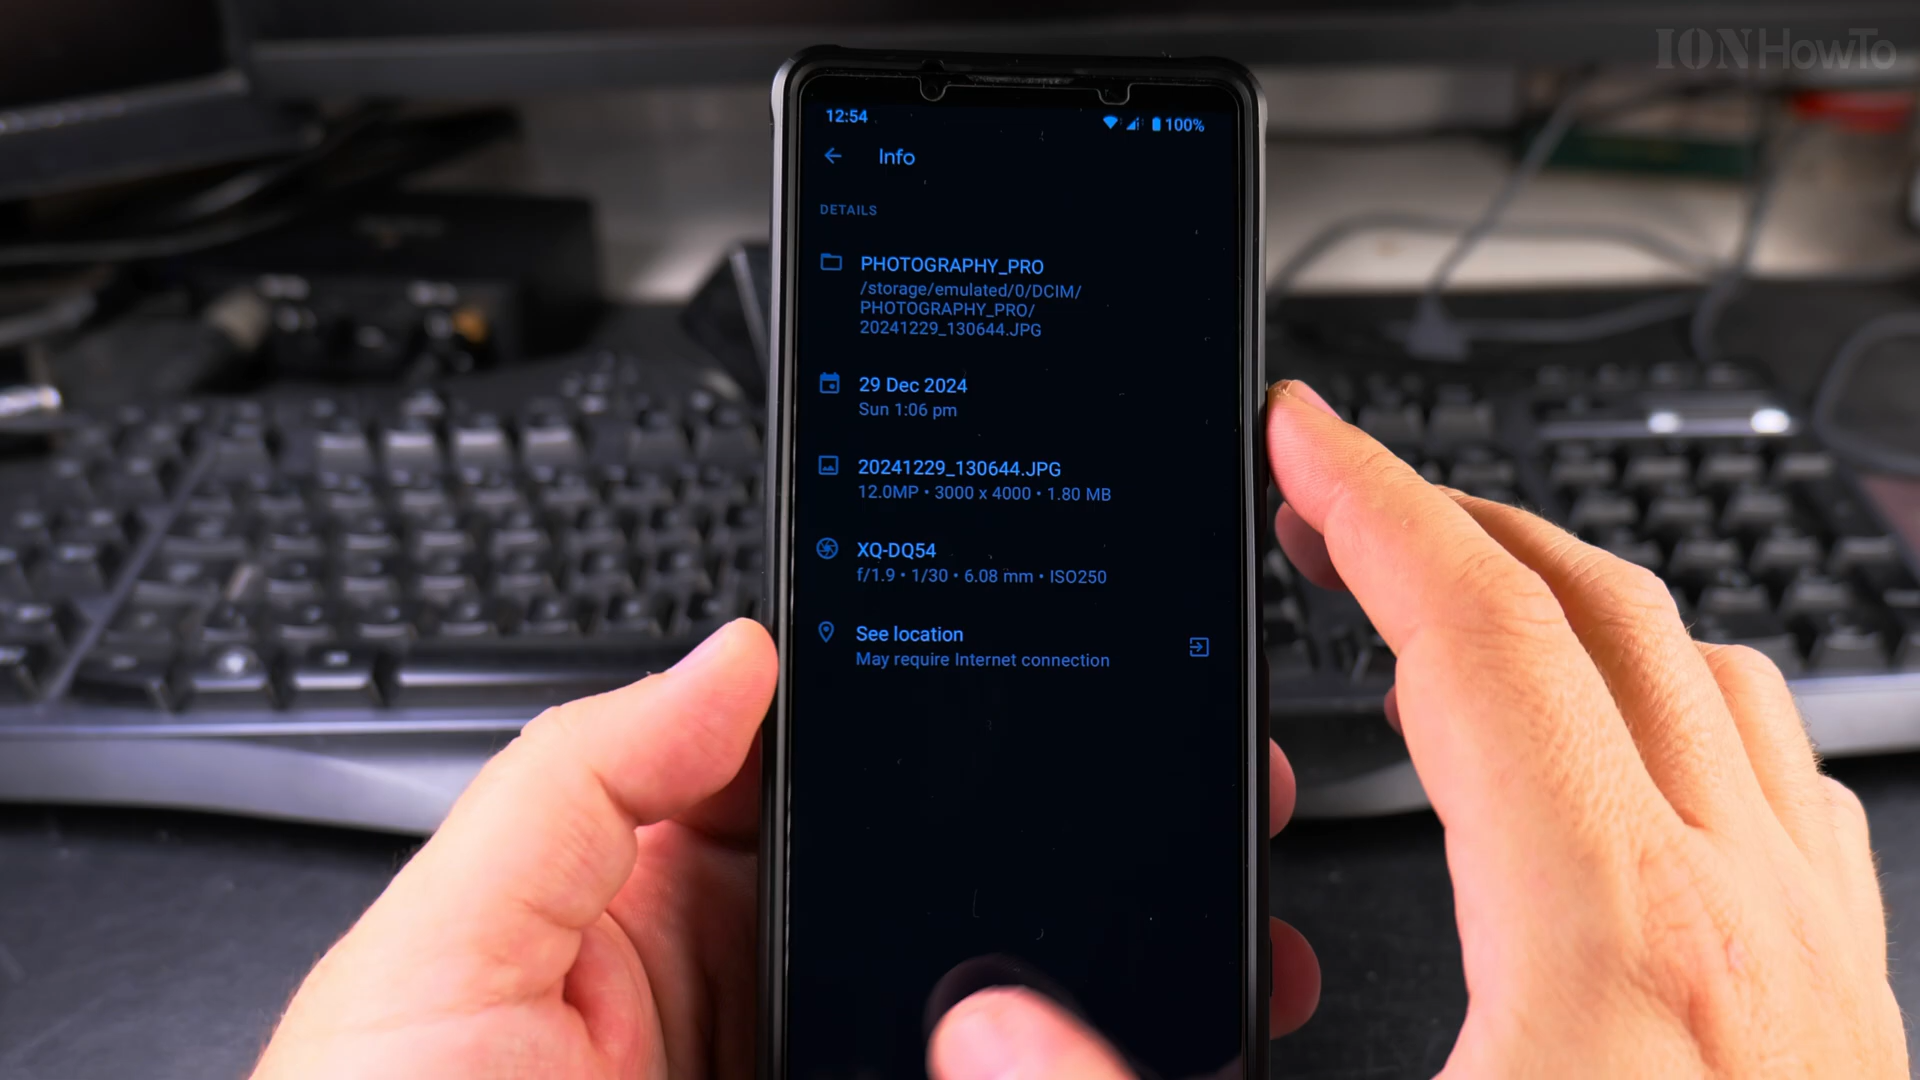 IONHowTo
12:54
100%
Info
DETAILS
PHOTOGRAPHY_PRO
/storage/emulated/0/DCIM/
PHOTOGRAPHY_PRO/
20241229_130644.JPG
29 Dec 2024
Sun 1:06 pm
20241229_130644.JPG
12.0MP • 3000 x 4000 • 1.80 MB
XQ-DQ54
f/1.9 • 1/30 • 6.08 mm • ISO250
See location
May require Internet connection